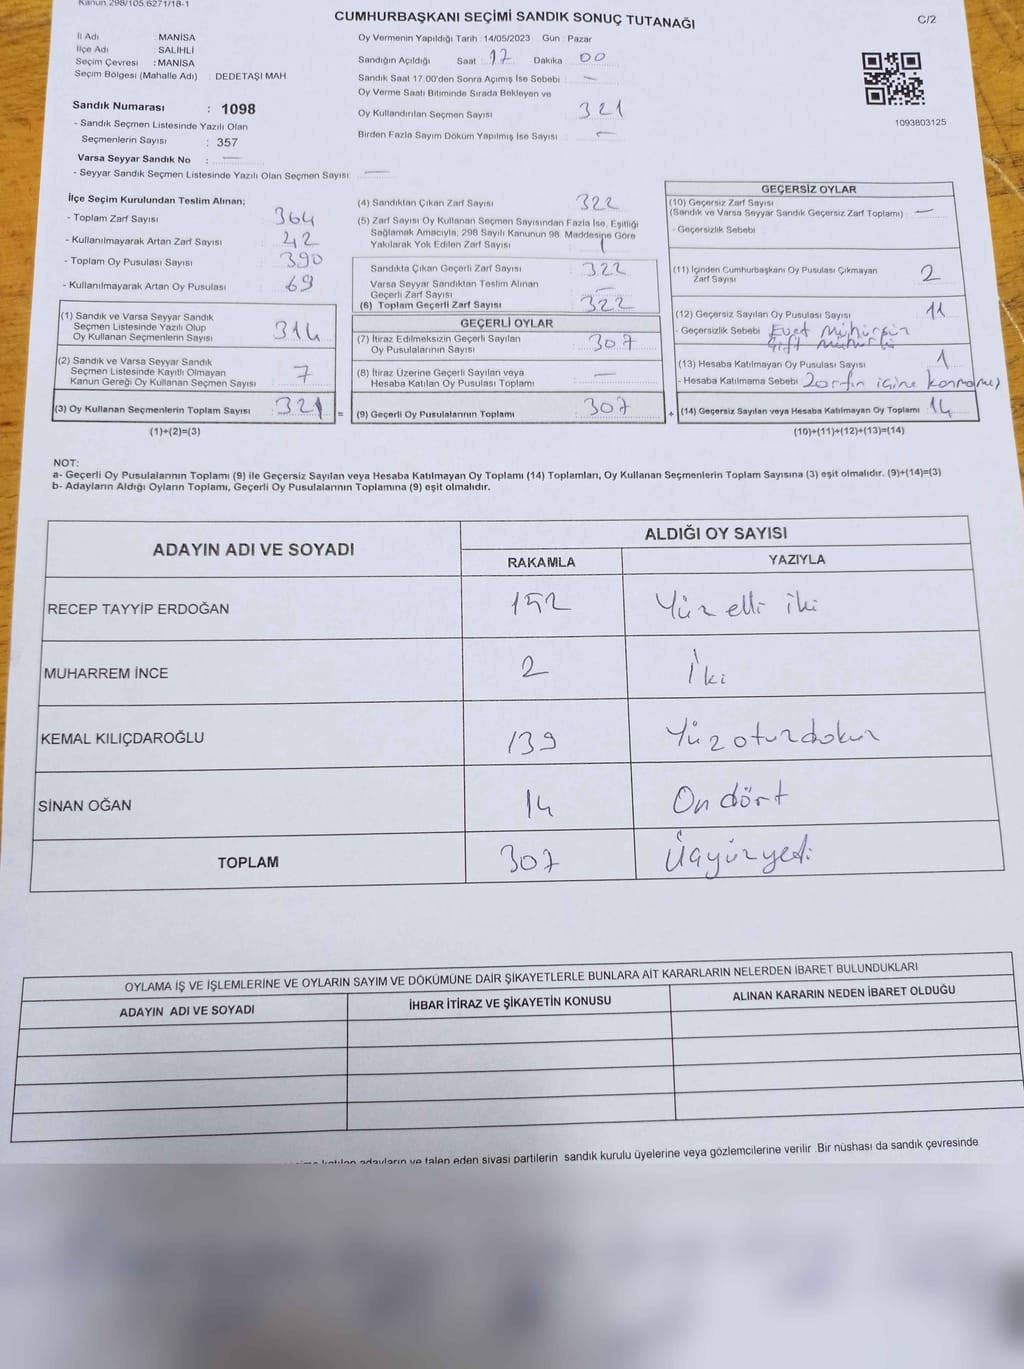 Kanun 298/105,6271/18-1
CUMHURBAŞKANI SEÇİMİ SANDIK SONUÇ TUTANAĞI
C/2
İl Adı : MANİSA
İlçe Adı : SALİHLİ
Seçim Çevresi : MANİSA
Seçim Bölgesi (Mahalle Adı) : DEDETAŞI MAH
Sandık Numarası : 1098
- Sandık Seçmen Listesinde Yazılı Olan
Seçmenlerin Sayısı : 357
Varsa Seyyar Sandık No : —
- Seyyar Sandık Seçmen Listesinde Yazılı Olan Seçmen Sayısı: —
Oy Vermenin Yapıldığı Tarih : 14/05/2023 Gün : Pazar
Sandığın Açıldığı Saat 17 Dakika 00
Sandık Saat 17.00'den Sonra Açımış İse Sebebi —
Oy Verme Saati Bitiminde Sırada Bekleyen ve
Oy Kullandırılan Seçmen Sayısı 321
Birden Fazla Sayım Döküm Yapılmış İse Sayısı —
1093803125
İlçe Seçim Kurulundan Teslim Alınan;
- Toplam Zarf Sayısı 364
- Kullanılmayarak Artan Zarf Sayısı 42
- Toplam Oy Pusulası Sayısı 390
- Kullanılmayarak Artan Oy Pusulası 69
(1) Sandık ve Varsa Seyyar Sandık
Seçmen Listesinde Yazılı Olup
Oy Kullanan Seçmenlerin Sayısı 314
(2) Sandık ve Varsa Seyyar Sandık
Seçmen Listesinde Kayıtlı Olmayan
Kanun Gereği Oy Kullanan Seçmen Sayısı 7
(3) Oy Kullanan Seçmenlerin Toplam Sayısı 321 =
(1)+(2)=(3)
(4) Sandıktan Çıkan Zarf Sayısı 322
(5) Zarf Sayısı Oy Kullanan Seçmen Sayısından Fazla İse, Eşitliği
Sağlamak Amacıyla, 298 Sayılı Kanunun 98. Maddesine Göre
Yakılarak Yok Edilen Zarf Sayısı 1
Sandıkta Çıkan Geçerli Zarf Sayısı 322
Varsa Seyyar Sandıktan Teslim Alınan
Geçerli Zarf Sayısı —
(6) Toplam Geçerli Zarf Sayısı 322
GEÇERLİ OYLAR
(7) İtiraz Edilmeksizin Geçerli Sayılan
Oy Pusulalarının Sayısı 307
(8) İtiraz Üzerine Geçerli Sayılan veya
Hesaba Katılan Oy Pusulası Toplamı —
(9) Geçerli Oy Pusulalarının Toplamı 307 +
GEÇERSİZ OYLAR
(10) Geçersiz Zarf Sayısı
(Sandık ve Varsa Seyyar Sandık Geçersiz Zarf Toplamı) —
- Geçersizlik Sebebi
(11) İçinden Cumhurbaşkanı Oy Pusulası Çıkmayan
Zarf Sayısı 2
(12) Geçersiz Sayılan Oy Pusulası Sayısı 11
- Geçersizlik Sebebi Evet mühürsüz
Çift mühürlü
(13) Hesaba Katılmayan Oy Pusulası Sayısı 1
- Hesaba Katılmama Sebebi Zarfın içine konmamış
(14) Geçersiz Sayılan veya Hesaba Katılmayan Oy Toplamı 14
(10)+(11)+(12)+(13)=(14)
NOT:
a- Geçerli Oy Pusulalarının Toplamı (9) ile Geçersiz Sayılan veya Hesaba Katılmayan Oy Toplamı (14) Toplamları, Oy Kullanan Seçmenlerin Toplam Sayısına (3) eşit olmalıdır. (9)+(14)=(3)
b- Adayların Aldığı Oyların Toplamı, Geçerli Oy Pusulalarının Toplamına (9) eşit olmalıdır.
ADAYIN ADI VE SOYADI
ALDIĞI OY SAYISI
RAKAMLA YAZIYLA
RECEP TAYYİP ERDOĞAN 152 Yüz elli iki
MUHARREM İNCE 2 İki
KEMAL KILIÇDAROĞLU 139 Yüz otuzdokuz
SİNAN OĞAN 14 On dört
TOPLAM 307 Üçyüzyedi
OYLAMA İŞ VE İŞLEMLERİNE VE OYLARIN SAYIM VE DÖKÜMÜNE DAİR ŞİKAYETLERLE BUNLARA AİT KARARLARIN NELERDEN İBARET BULUNDUKLARI
ADAYIN ADI VE SOYADI İHBAR İTİRAZ VE ŞİKAYETİN KONUSU ALINAN KARARIN NEDEN İBARET OLDUĞU
katılan adayların ve talep eden siyasi partilerin sandık kurulu üyelerine veya gözlemcilerine verilir. Bir nüshası da sandık çevresinde